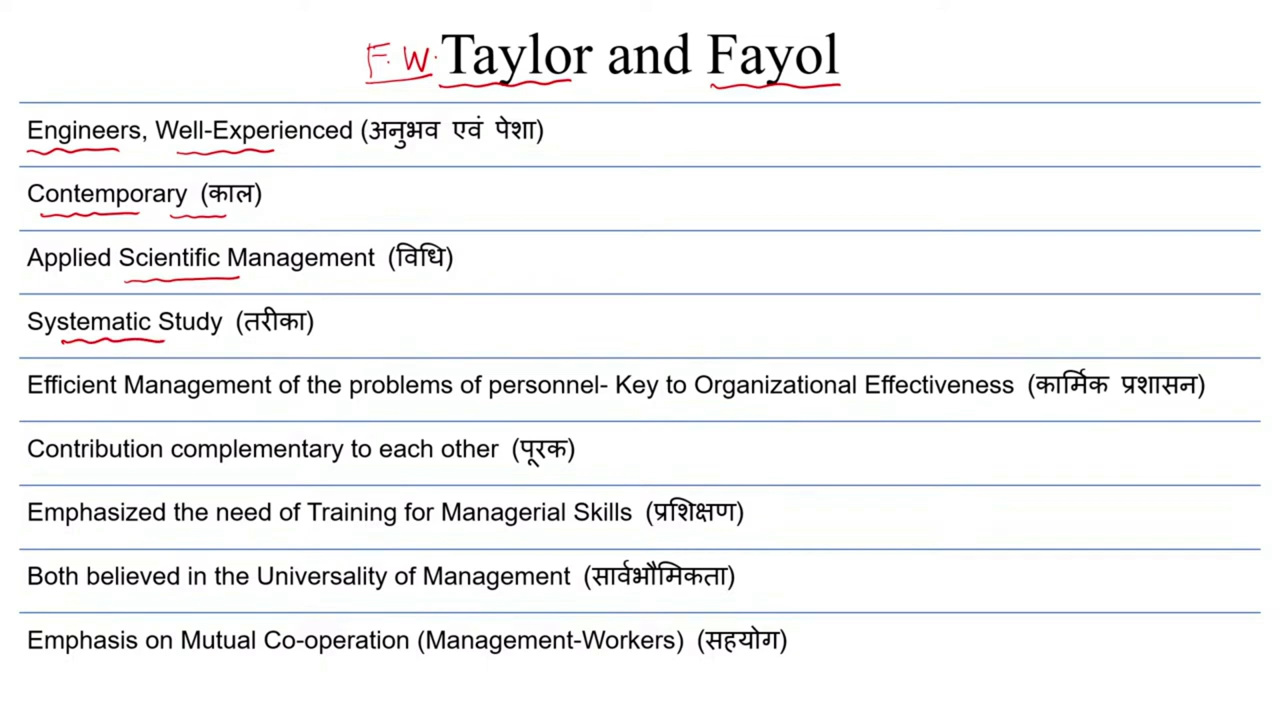 F. W. Taylor and Fayol
Engineers, Well-Experienced (अनुभव एवं पेशा)
Contemporary (काल)
Applied Scientific Management (विधि)
Systematic Study (तरीका)
Efficient Management of the problems of personnel- Key to Organizational Effectiveness (कार्मिक प्रशासन)
Contribution complementary to each other (पूरक)
Emphasized the need of Training for Managerial Skills (प्रशिक्षण)
Both believed in the Universality of Management (सार्वभौमिकता)
Emphasis on Mutual Co-operation (Management-Workers) (सहयोग)